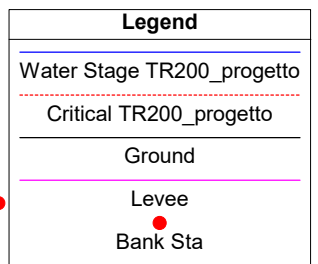 Legend
Water Stage TR200_progetto
Critical TR200_progetto
Ground
Levee
Bank Sta